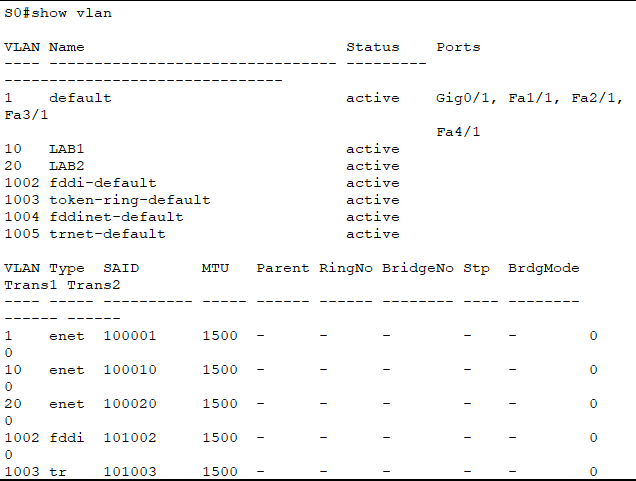 S0#show vlan
VLAN Name Status Ports
---- -------------------------------- ---------
-------------------------------
1 default active Gig0/1, Fa1/1, Fa2/1,
Fa3/1
Fa4/1
10 LAB1 active
20 LAB2 active
1002 fddi-default active
1003 token-ring-default active
1004 fddinet-default active
1005 trnet-default active
VLAN Type SAID MTU Parent RingNo BridgeNo Stp BrdgMode
Trans1 Trans2
---- ----- ---------- ----- ------ ------ -------- ---- --------
------ ------
1 enet 100001 1500 - - - - - 0
0
10 enet 100010 1500 - - - - - 0
0
20 enet 100020 1500 - - - - - 0
0
1002 fddi 101002 1500 - - - - - 0
0
1003 tr 101003 1500 - - - - - 0